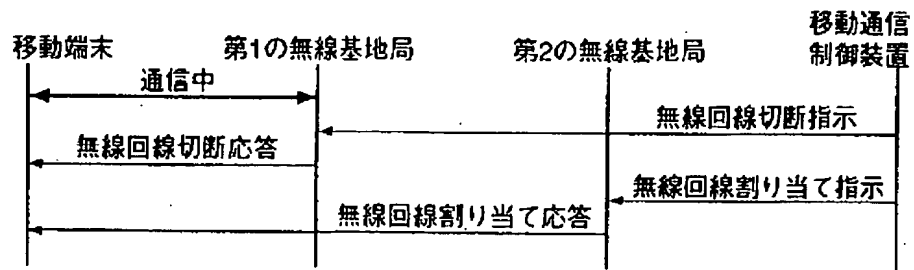 移動端末
第1の無線基地局
第2の無線基地局
移動通信
制御装置
通信中
無線回線切断指示
無線回線切断応答
無線回線割り当て指示
無線回線割り当て応答